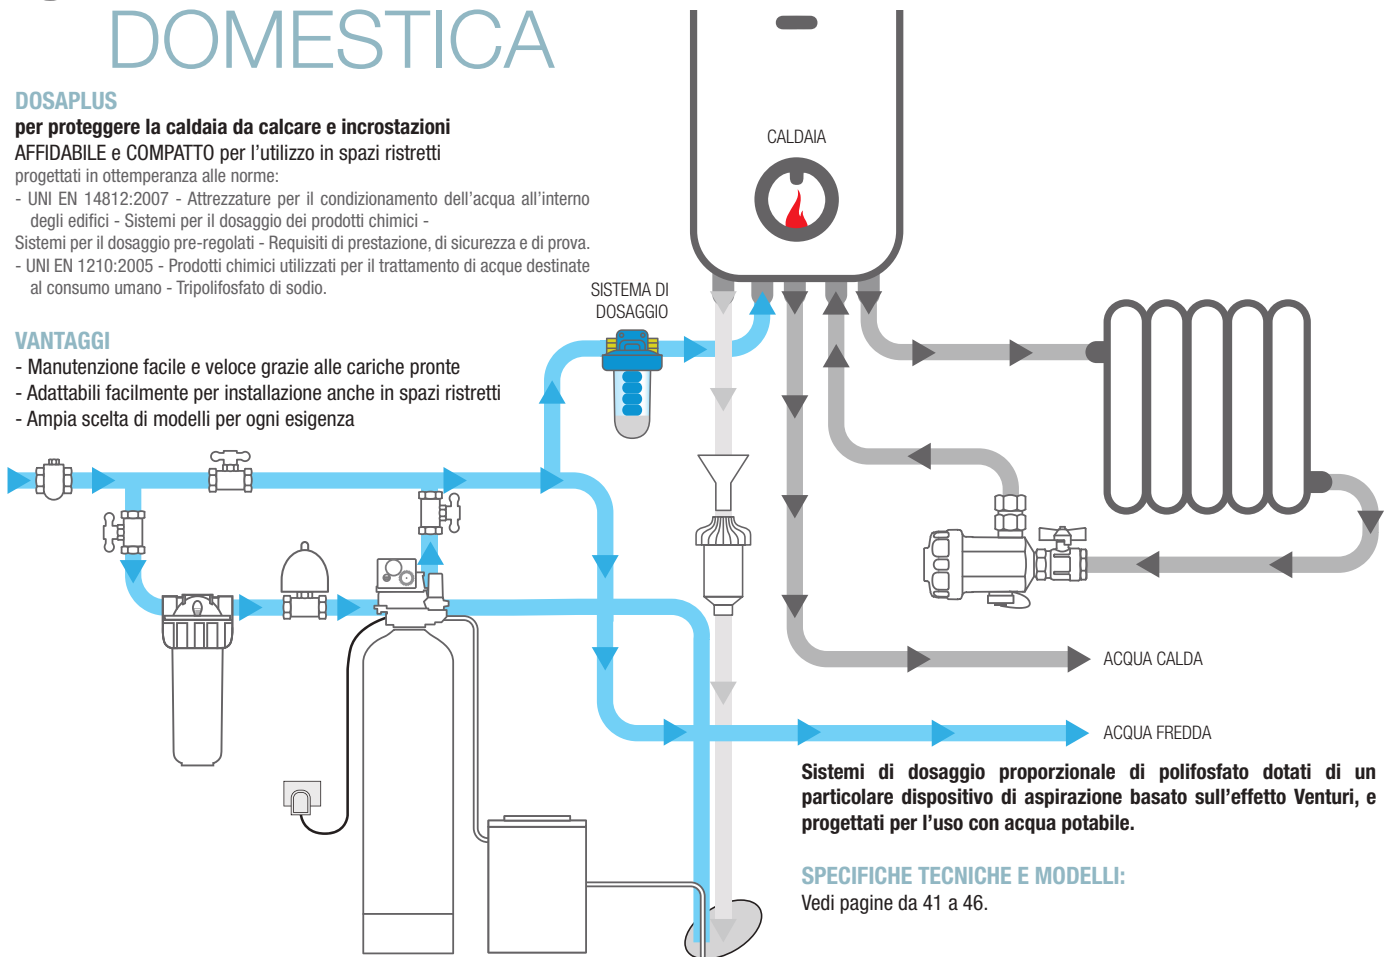 DOMESTICA
DOSAPLUS
per proteggere la caldaia da calcare e incrostazioni
AFFIDABILE e COMPATTO per l'utilizzo in spazi ristretti
progettati in ottemperanza alle norme:
- UNI EN 14812:2007 - Attrezzature per il condizionamento dell'acqua all'interno
degli edifici - Sistemi per il dosaggio dei prodotti chimici -
Sistemi per il dosaggio pre-regolati - Requisiti di prestazione, di sicurezza e di prova.
- UNI EN 1210:2005 - Prodotti chimici utilizzati per il trattamento di acque destinate
al consumo umano - Tripolifosfato di sodio.
VANTAGGI
- Manutenzione facile e veloce grazie alle cariche pronte
- Adattabili facilmente per installazione anche in spazi ristretti
- Ampia scelta di modelli per ogni esigenza
CALDAIA
SISTEMA DI
DOSAGGIO
ACQUA CALDA
ACQUA FREDDA
Sistemi di dosaggio proporzionale di polifosfato dotati di un
particolare dispositivo di aspirazione basato sull'effetto Venturi, e
progettati per l'uso con acqua potabile.
SPECIFICHE TECNICHE E MODELLI:
Vedi pagine da 41 a 46.